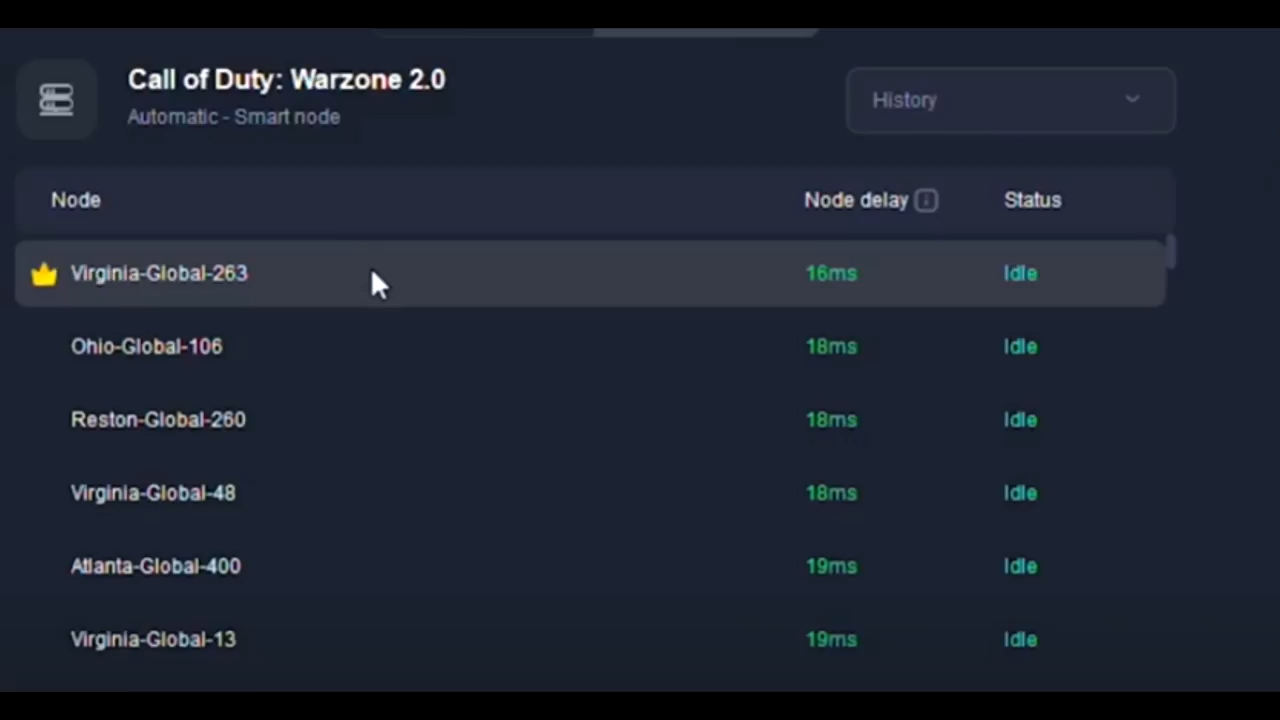 Call of Duty: Warzone 2.0
Automatic - Smart node
History
Node Node delay Status
Virginia-Global-263 16ms Idle
Ohio-Global-106 18ms Idle
Reston-Global-260 18ms Idle
Virginia-Global-48 18ms Idle
Atlanta-Global-400 19ms Idle
Virginia-Global-13 19ms Idle